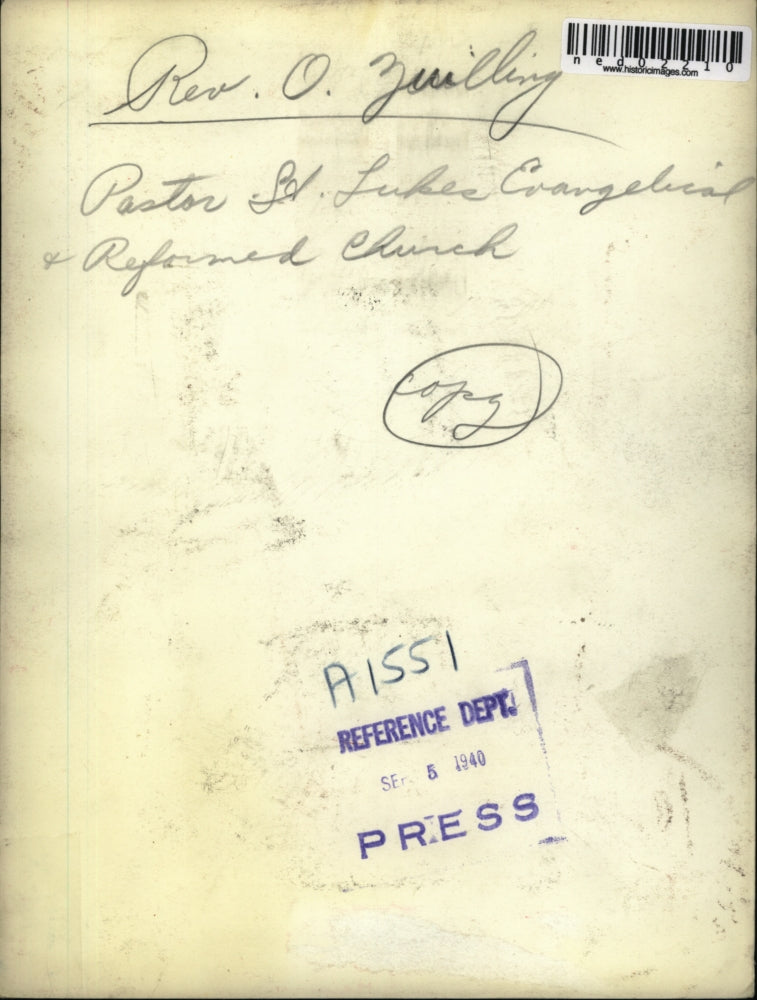 ned02210
www.historicimages.com
Rev. O. Zwilling
Pastor St. Lukes Evangelical
& Reformed Church
Copy
A1551
REFERENCE DEPT.
SEP 5 1940
PRESS